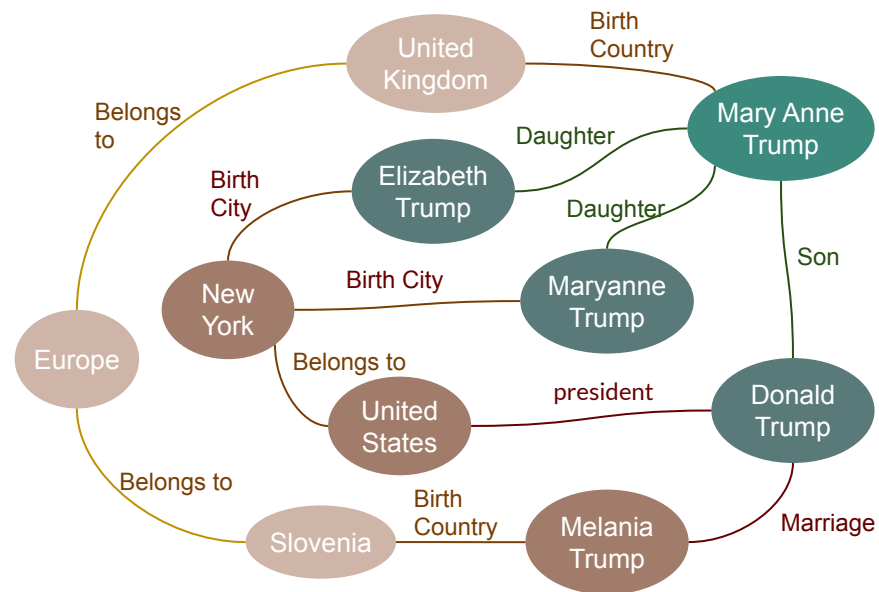 United
Kingdom
Birth
Country
Mary Anne
Trump
Belongs
to
Daughter
Elizabeth
Trump
Birth
City
Daughter
Son
New
York
Birth City
Maryanne
Trump
Europe
Belongs to
president
Donald
Trump
United
States
Belongs to
Birth
Country
Slovenia
Melania
Trump
Marriage